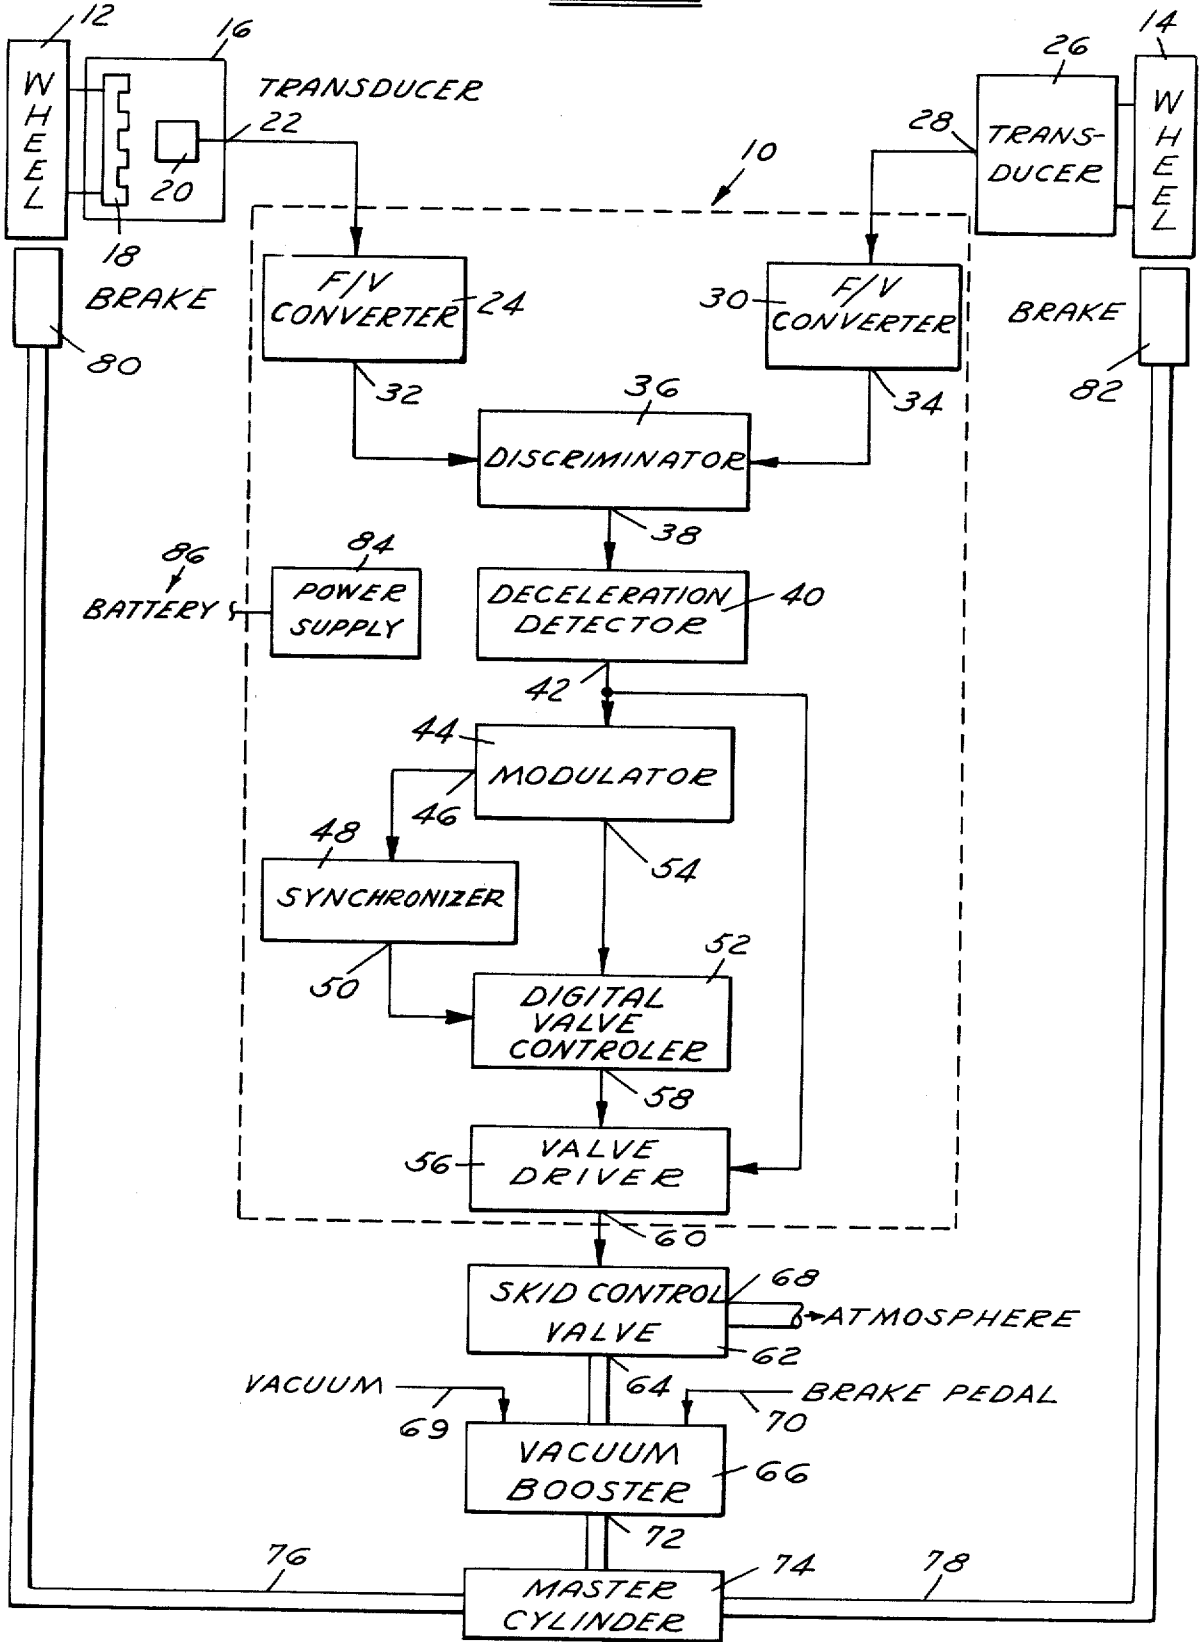 12
16
14
26
WHEEL
TRANSDUCER
22
20
18
10
28
TRANS-
DUCER
WHEEL
BRAKE
80
F/V
CONVERTER
24
30
F/V
CONVERTER
BRAKE
82
32
34
36
DISCRIMINATOR
38
86
BATTERY
84
POWER
SUPPLY
DECELERATION
DETECTOR
40
42
44
MODULATOR
46
48
SYNCHRONIZER
54
50
52
DIGITAL
VALVE
CONTROLER
58
56
VALVE
DRIVER
60
SKID CONTROL
VALVE
68
ATMOSPHERE
62
64
VACUUM
69
BRAKE PEDAL
70
VACUUM
BOOSTER
66
72
76
MASTER
CYLINDER
74
78